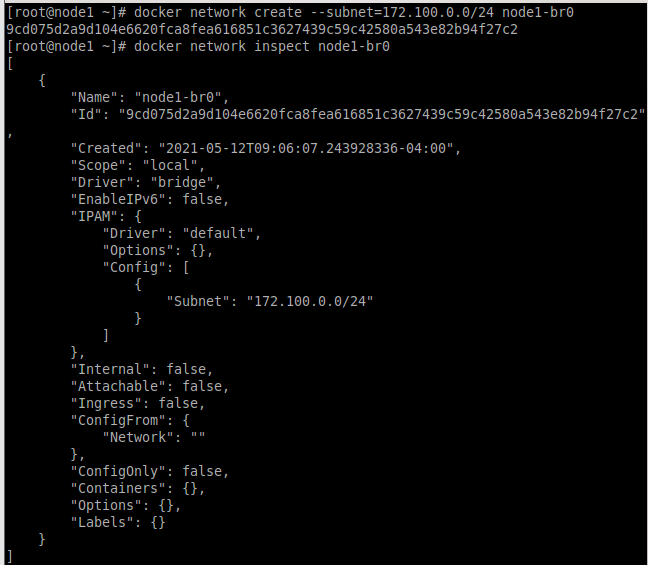 [root@node1 ~]# docker network create --subnet=172.100.0.0/24 node1-br0
9cd075d2a9d104e6620fca8fea616851c3627439c59c42580a543e82b94f27c2
[root@node1 ~]# docker network inspect node1-br0
[
    {
        "Name": "node1-br0",
        "Id": "9cd075d2a9d104e6620fca8fea616851c3627439c59c42580a543e82b94f27c2"
,
        "Created": "2021-05-12T09:06:07.243928336-04:00",
        "Scope": "local",
        "Driver": "bridge",
        "EnableIPv6": false,
        "IPAM": {
            "Driver": "default",
            "Options": {},
            "Config": [
                {
                    "Subnet": "172.100.0.0/24"
                }
            ]
        },
        "Internal": false,
        "Attachable": false,
        "Ingress": false,
        "ConfigFrom": {
            "Network": ""
        },
        "ConfigOnly": false,
        "Containers": {},
        "Options": {},
        "Labels": {}
    }
]